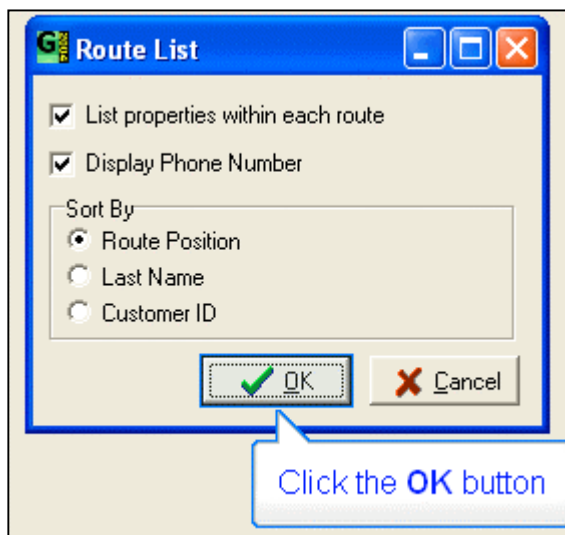 Route List
List properties within each route
Display Phone Number
Sort By
Route Position
Last Name
Customer ID
OK
Cancel
Click the OK button